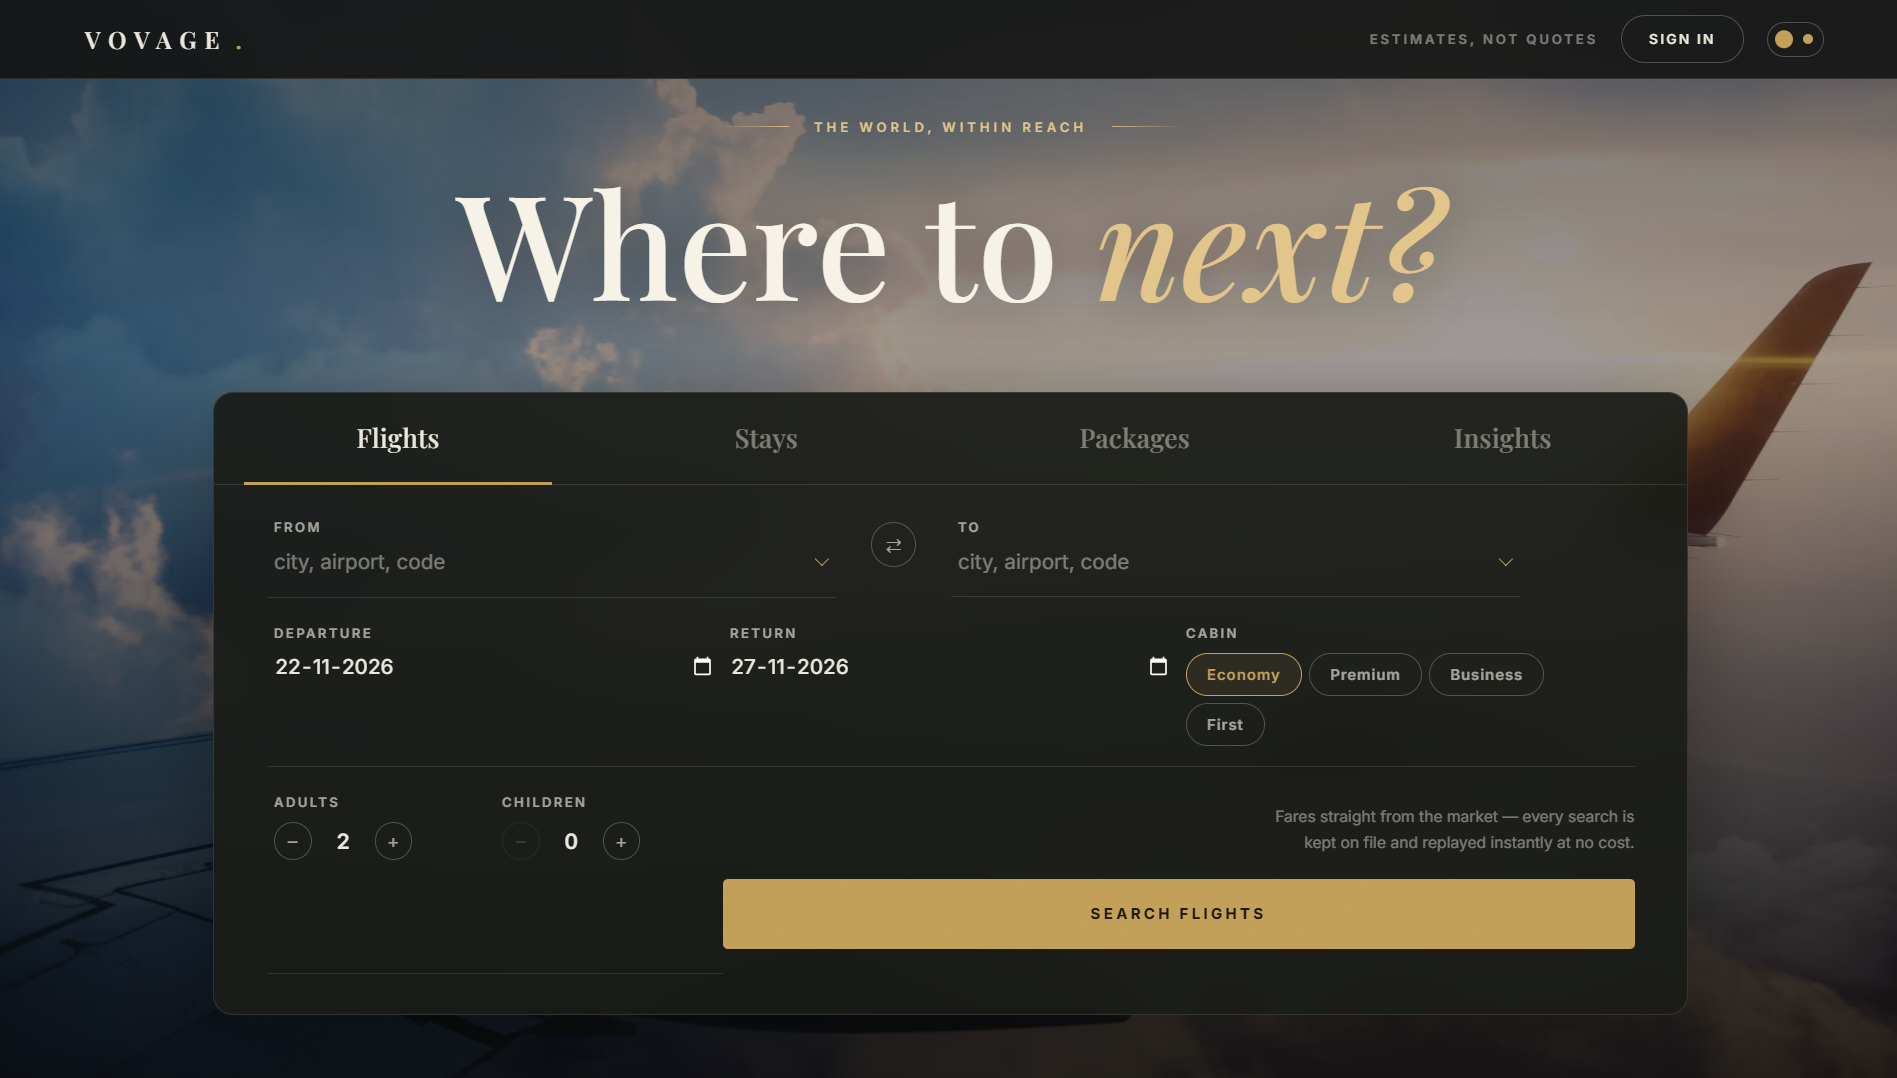 VOVAGE .
ESTIMATES, NOT QUOTES
SIGN IN
THE WORLD, WITHIN REACH
Where to next?
Flights
Stays
Packages
Insights
FROM
city, airport, code
TO
city, airport, code
DEPARTURE
22-11-2026
RETURN
27-11-2026
CABIN
Economy
Premium
Business
First
ADULTS
− 2 +
CHILDREN
− 0 +
Fares straight from the market — every search is
kept on file and replayed instantly at no cost.
SEARCH FLIGHTS